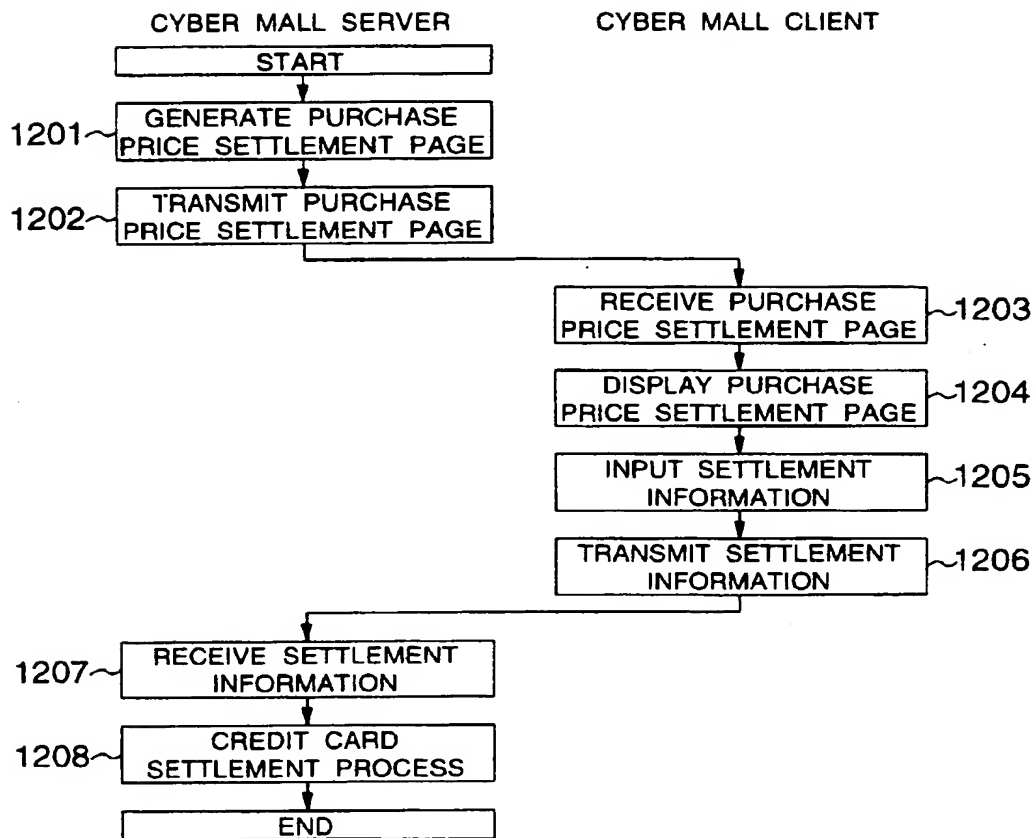 CYBER MALL SERVER
CYBER MALL CLIENT
START
1201
GENERATE PURCHASE
PRICE SETTLEMENT PAGE
1202
TRANSMIT PURCHASE
PRICE SETTLEMENT PAGE
RECEIVE PURCHASE
PRICE SETTLEMENT PAGE
1203
DISPLAY PURCHASE
PRICE SETTLEMENT PAGE
1204
INPUT SETTLEMENT
INFORMATION
1205
TRANSMIT SETTLEMENT
INFORMATION
1206
1207
RECEIVE SETTLEMENT
INFORMATION
1208
CREDIT CARD
SETTLEMENT PROCESS
END